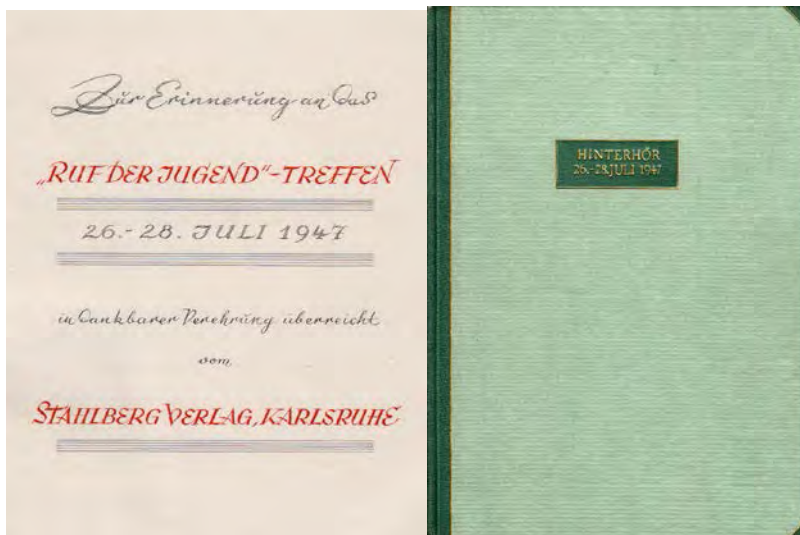 Zur Erinnerung an das
„RUF DER JUGEND“-TREFFEN
26.- 28. JULI 1947
in dankbarer Verehrung überreicht
vom
STAHLBERG VERLAG, KARLSRUHE
HINTERHÖR
26.-28.JULI 1947